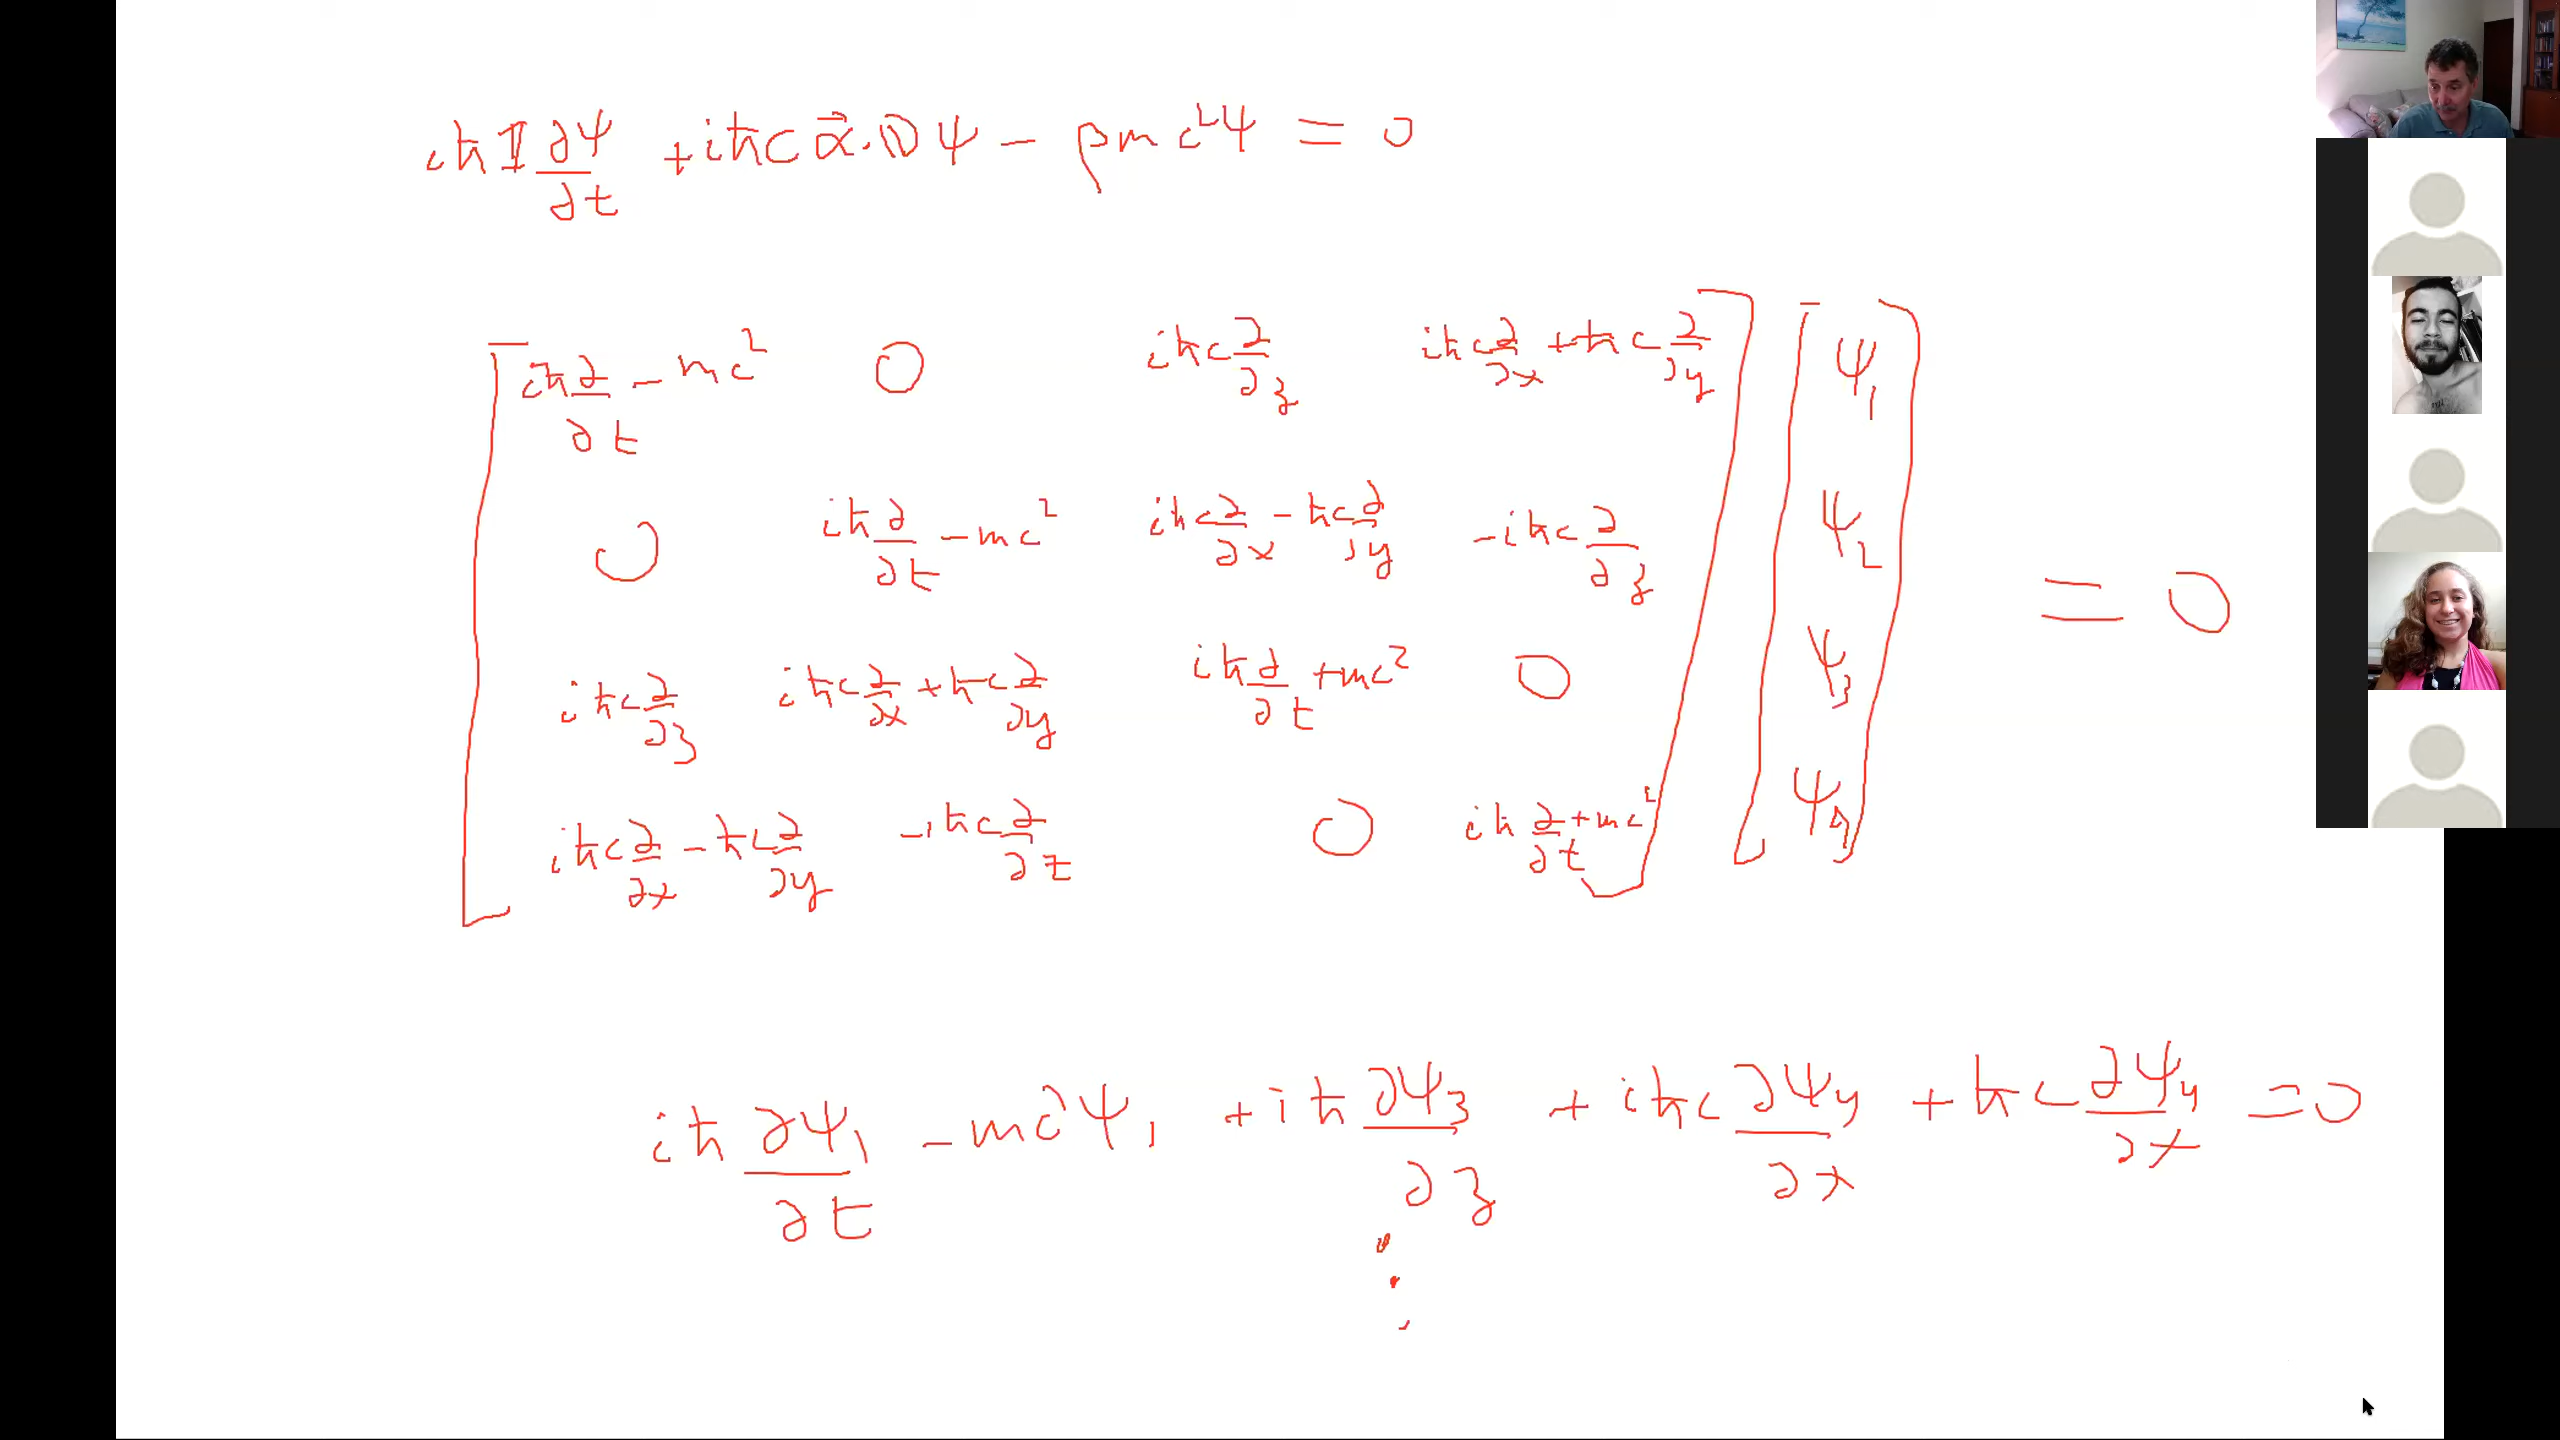 iħ𝟙 ∂Ψ/∂t + iħc α⃗·∇Ψ − βmc²Ψ = 0
[ iħ ∂/∂t − mc² 0 iħc ∂/∂z iħc ∂/∂x + ħc ∂/∂y ] [ Ψ₁ ]
0 iħ ∂/∂t − mc² iħc ∂/∂x − ħc ∂/∂y −iħc ∂/∂z Ψ₂ = 0
iħc ∂/∂z iħc ∂/∂x + ħc ∂/∂y iħ ∂/∂t + mc² 0 Ψ₃
iħc ∂/∂x − ħc ∂/∂y −iħc ∂/∂z 0 iħ ∂/∂t + mc² Ψ₄
iħ ∂Ψ₁/∂t − mc²Ψ₁ + iħ ∂Ψ₃/∂z + iħc ∂Ψ₄/∂x + ħc ∂Ψ₄/∂x = 0
⋮